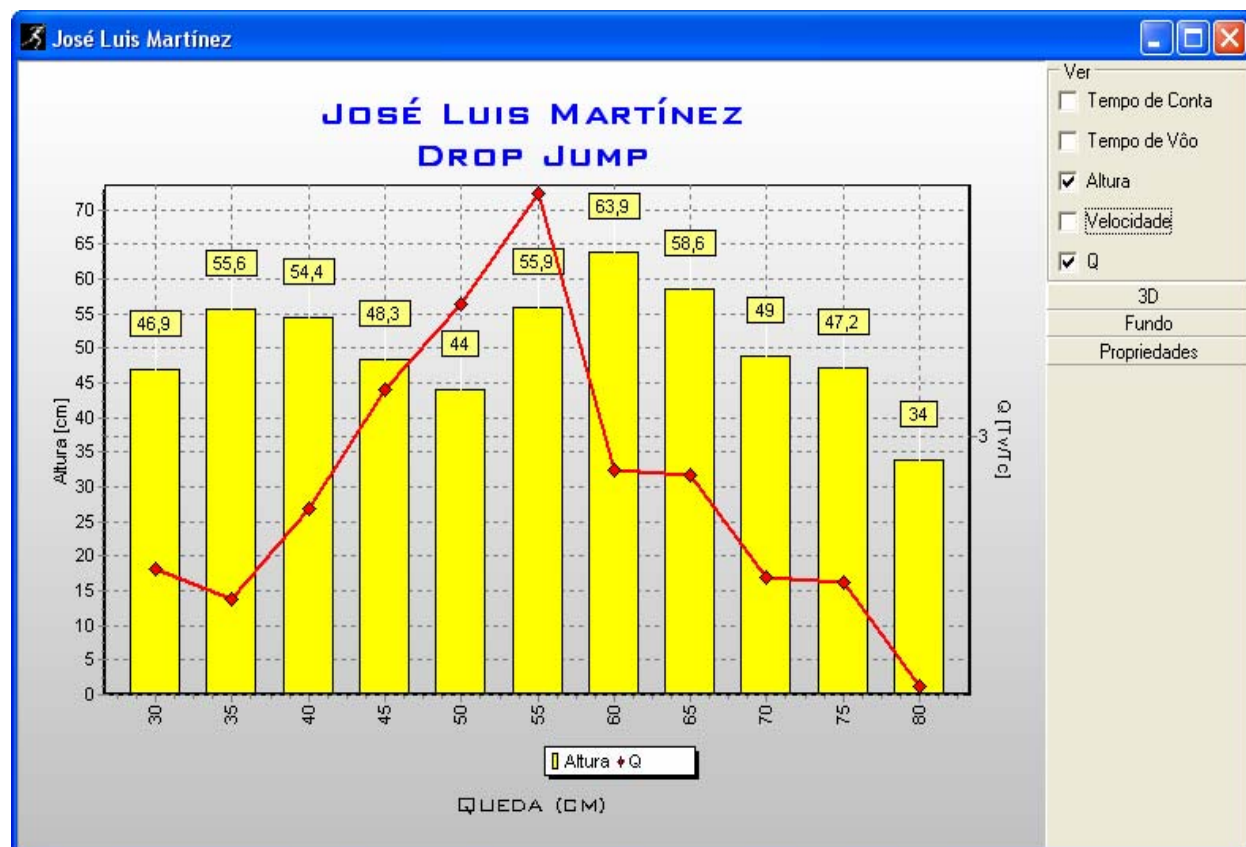 José Luis Martínez
José Luis Martínez
Drop Jump
Altura [cm]
70
65
60
55
50
45
40
35
30
25
20
15
10
5
0
46,9
55,6
54,4
48,3
44
55,9
63,9
58,6
49
47,2
34
3
Q [Tv/Tc]
30
35
40
45
50
55
60
65
70
75
80
Altura Q
Queda (cm)
Ver
Tempo de Conta
Tempo de Vôo
Altura
Velocidade
Q
3D
Fundo
Propriedades